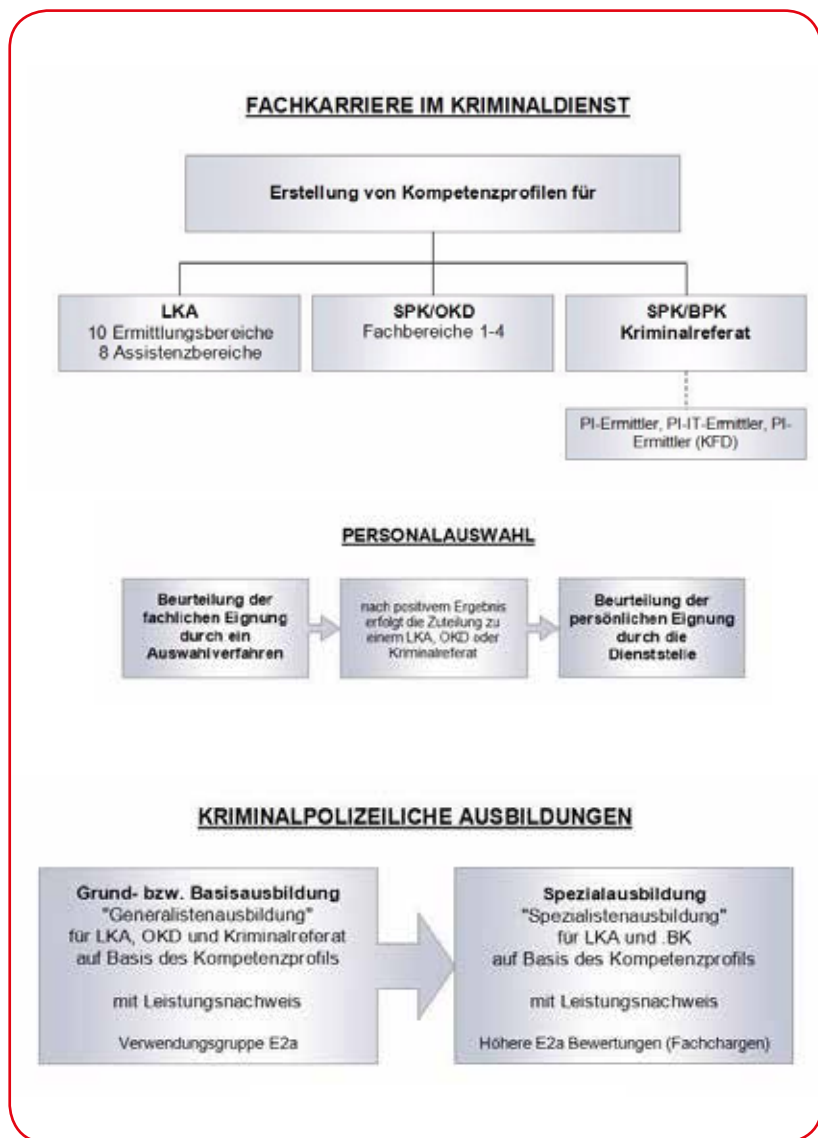 FACHKARRIERE IM KRIMINALDIENST
Erstellung von Kompetenzprofilen für
LKA
10 Ermittlungsbereiche
8 Assistenzbereiche
SPK/OKD
Fachbereiche 1-4
SPK/BPK
Kriminalreferat
PI-Ermittler, PI-IT-Ermittler, PI-
Ermittler (KFD)
PERSONALAUSWAHL
Beurteilung der
fachlichen Eignung
durch ein
Auswahlverfahren
nach positivem Ergebnis
erfolgt die Zuteilung zu
einem LKA, OKD oder
Kriminalreferat
Beurteilung der
persönlichen Eignung
durch die
Dienststelle
KRIMINALPOLIZEILICHE AUSBILDUNGEN
Grund- bzw. Basisausbildung
"Generalistenausbildung"
für LKA, OKD und Kriminalreferat
auf Basis des Kompetenzprofils
mit Leistungsnachweis
Verwendungsgruppe E2a
Spezialausbildung
"Spezialistenausbildung"
für LKA und .BK
auf Basis des Kompetenzprofils
mit Leistungsnachweis
Höhere E2a Bewertungen (Fachchargen)